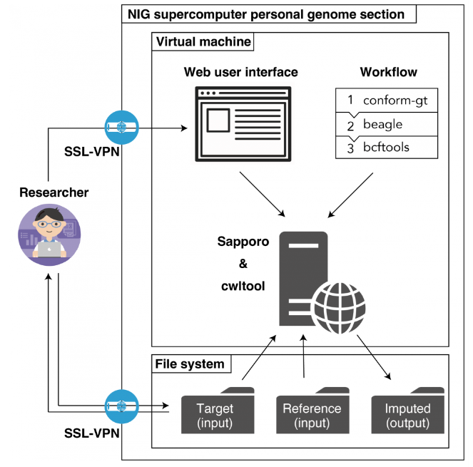 NIG supercomputer personal genome section
Virtual machine
Web user interface
Workflow
1 conform-gt
2 beagle
3 bcftools
SSL-VPN
Researcher
Sapporo
&
cwltool
File system
Target
(input)
Reference
(input)
Imputed
(output)
SSL-VPN